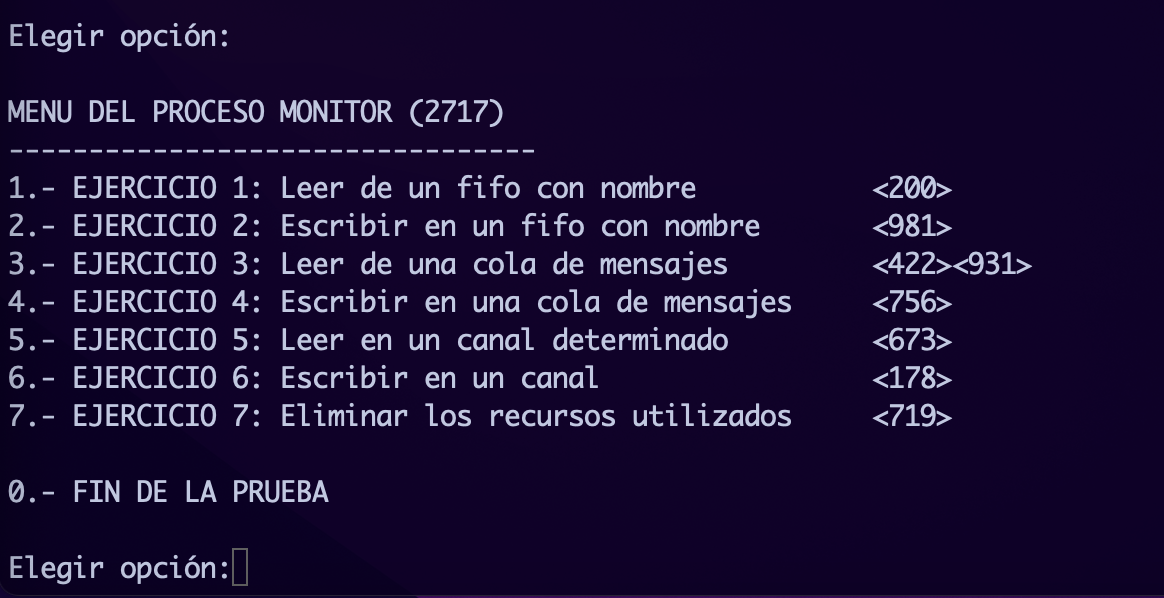 Elegir opción:
MENU DEL PROCESO MONITOR (2717)
---------------------------------
1.- EJERCICIO 1: Leer de un fifo con nombre <200>
2.- EJERCICIO 2: Escribir en un fifo con nombre <981>
3.- EJERCICIO 3: Leer de una cola de mensajes <422><931>
4.- EJERCICIO 4: Escribir en una cola de mensajes <756>
5.- EJERCICIO 5: Leer en un canal determinado <673>
6.- EJERCICIO 6: Escribir en un canal <178>
7.- EJERCICIO 7: Eliminar los recursos utilizados <719>
0.- FIN DE LA PRUEBA
Elegir opción: